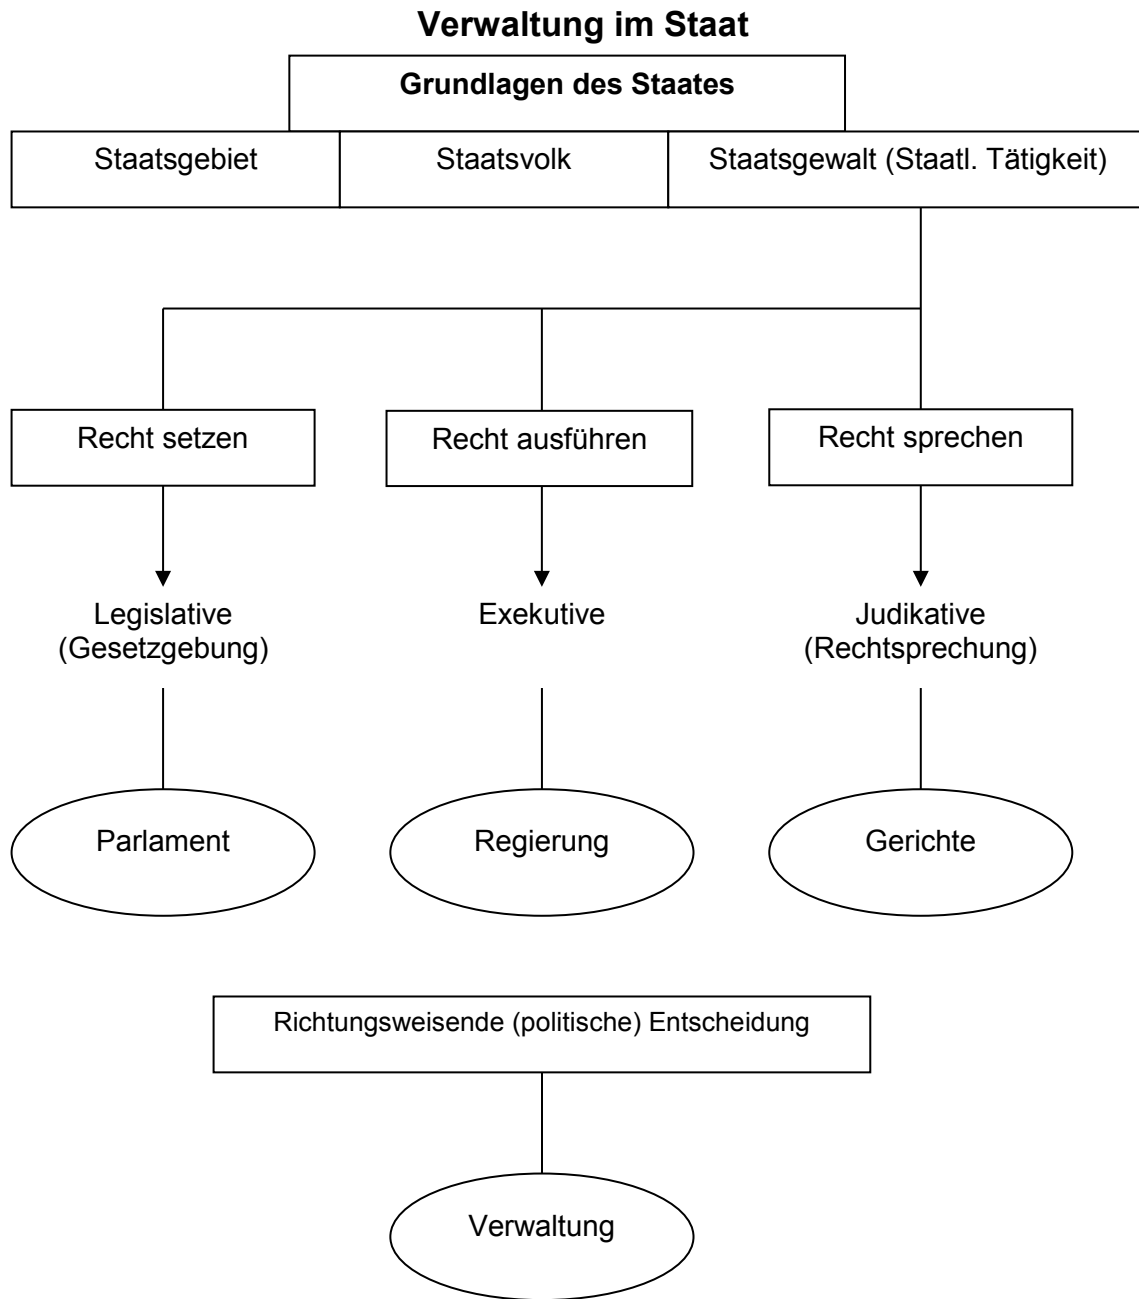 Verwaltung im Staat
Grundlagen des Staates
Staatsgebiet
Staatsvolk
Staatsgewalt (Staatl. Tätigkeit)
Recht setzen
Recht ausführen
Recht sprechen
Legislative
(Gesetzgebung)
Exekutive
Judikative
(Rechtsprechung)
Parlament
Regierung
Gerichte
Richtungsweisende (politische) Entscheidung
Verwaltung